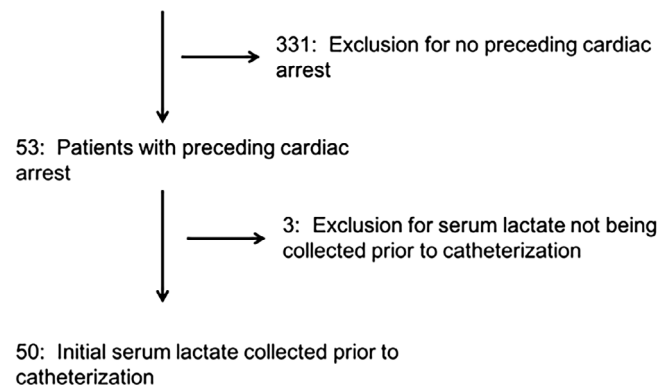 331:  Exclusion for no preceding cardiac
arrest
53:  Patients with preceding cardiac
arrest
3:  Exclusion for serum lactate not being
collected prior to catheterization
50:  Initial serum lactate collected prior to
catheterization